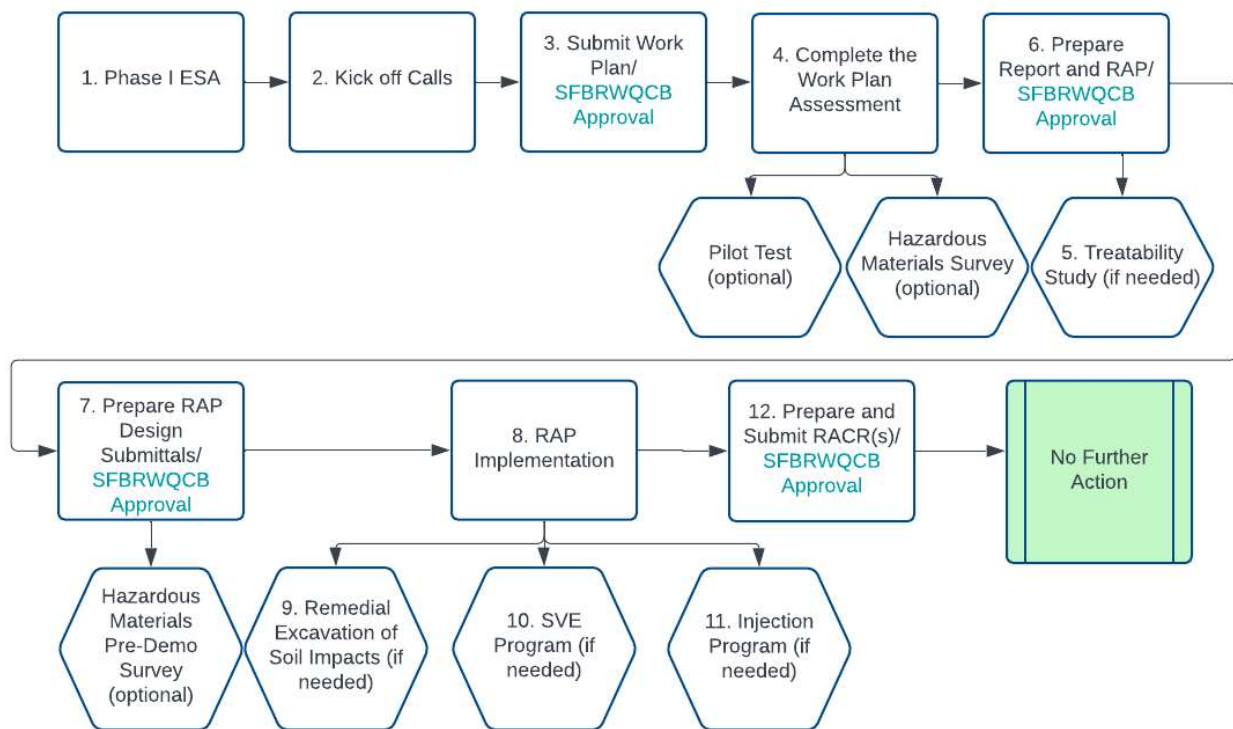 1. Phase I ESA
2. Kick off Calls
3. Submit Work
Plan/
SFBRWQCB
Approval
4. Complete the
Work Plan
Assessment
6. Prepare
Report and RAP/
SFBRWQCB
Approval
Pilot Test
(optional)
Hazardous
Materials Survey
(optional)
5. Treatability
Study (if needed)
7. Prepare RAP
Design
Submittals/
SFBRWQCB
Approval
8. RAP
Implementation
12. Prepare and
Submit RACR(s)/
SFBRWQCB
Approval
No Further
Action
Hazardous
Materials
Pre-Demo
Survey
(optional)
9. Remedial
Excavation of
Soil Impacts (if
needed)
10. SVE
Program (if
needed)
11. Injection
Program (if
needed)